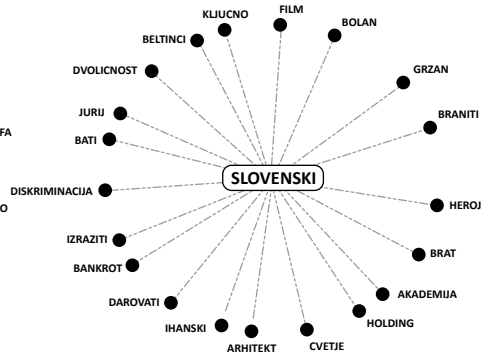 FILM
KLJUCNO
BOLAN
BELTINCI
DVOLICNOST
GRZAN
JURIJ
BRANITI
FA
BATI
SLOVENSKI
DISKRIMINACIJA
HEROJ
O
IZRAZITI
BRAT
BANKROT
AKADEMIJA
DAROVATI
HOLDING
IHANSKI
CVETJE
ARHITEKT